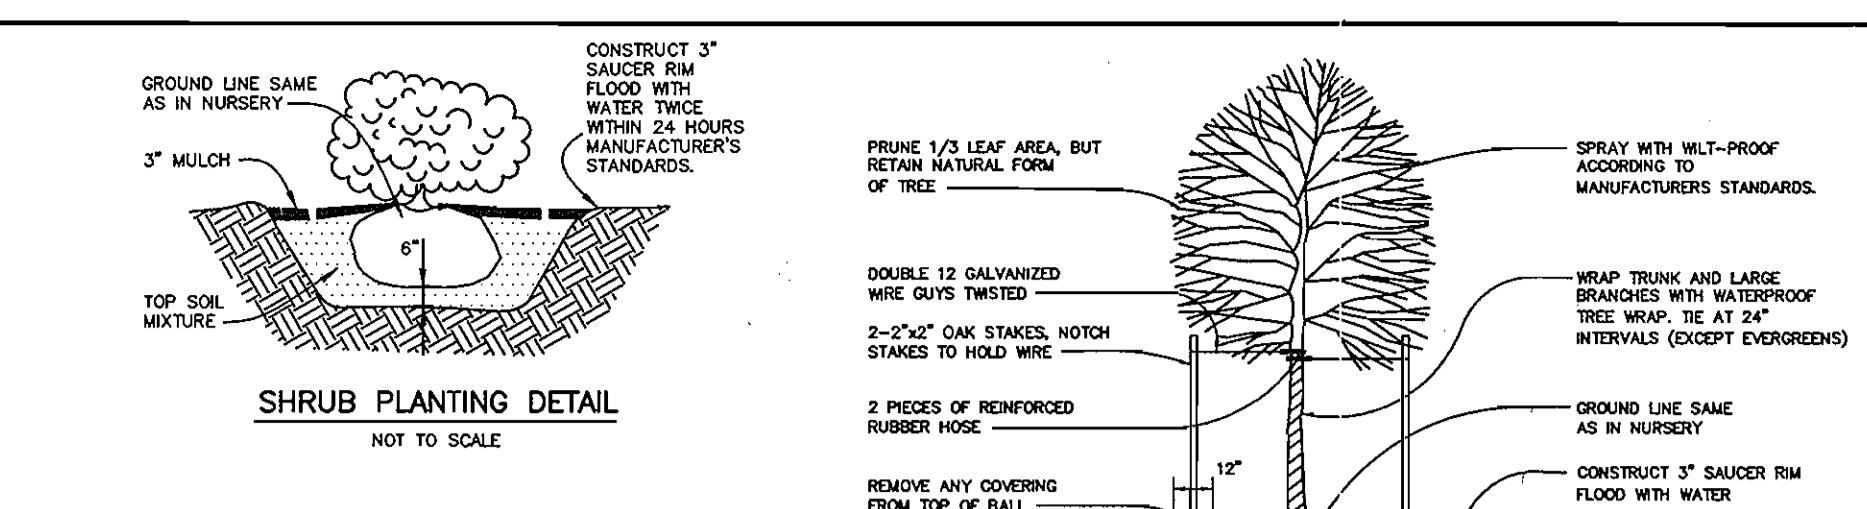 GROUND LINE SAME
AS IN NURSERY
3" MULCH
TOP SOIL
MIXTURE
6"
CONSTRUCT 3"
SAUCER RIM
FLOOD WITH
WATER TWICE
WITHIN 24 HOURS
MANUFACTURER'S
STANDARDS.
SHRUB PLANTING DETAIL
NOT TO SCALE
PRUNE 1/3 LEAF AREA, BUT
RETAIN NATURAL FORM
OF TREE
DOUBLE 12 GALVANIZED
WIRE GUYS TWISTED
2-2"x2" OAK STAKES, NOTCH
STAKES TO HOLD WIRE
2 PIECES OF REINFORCED
RUBBER HOSE
REMOVE ANY COVERING
FROM TOP OF BALL
12"
SPRAY WITH WILT-PROOF
ACCORDING TO
MANUFACTURERS STANDARDS.
WRAP TRUNK AND LARGE
BRANCHES WITH WATERPROOF
TREE WRAP. TIE AT 24"
INTERVALS (EXCEPT EVERGREENS)
GROUND LINE SAME
AS IN NURSERY
CONSTRUCT 3" SAUCER RIM
FLOOD WITH WATER